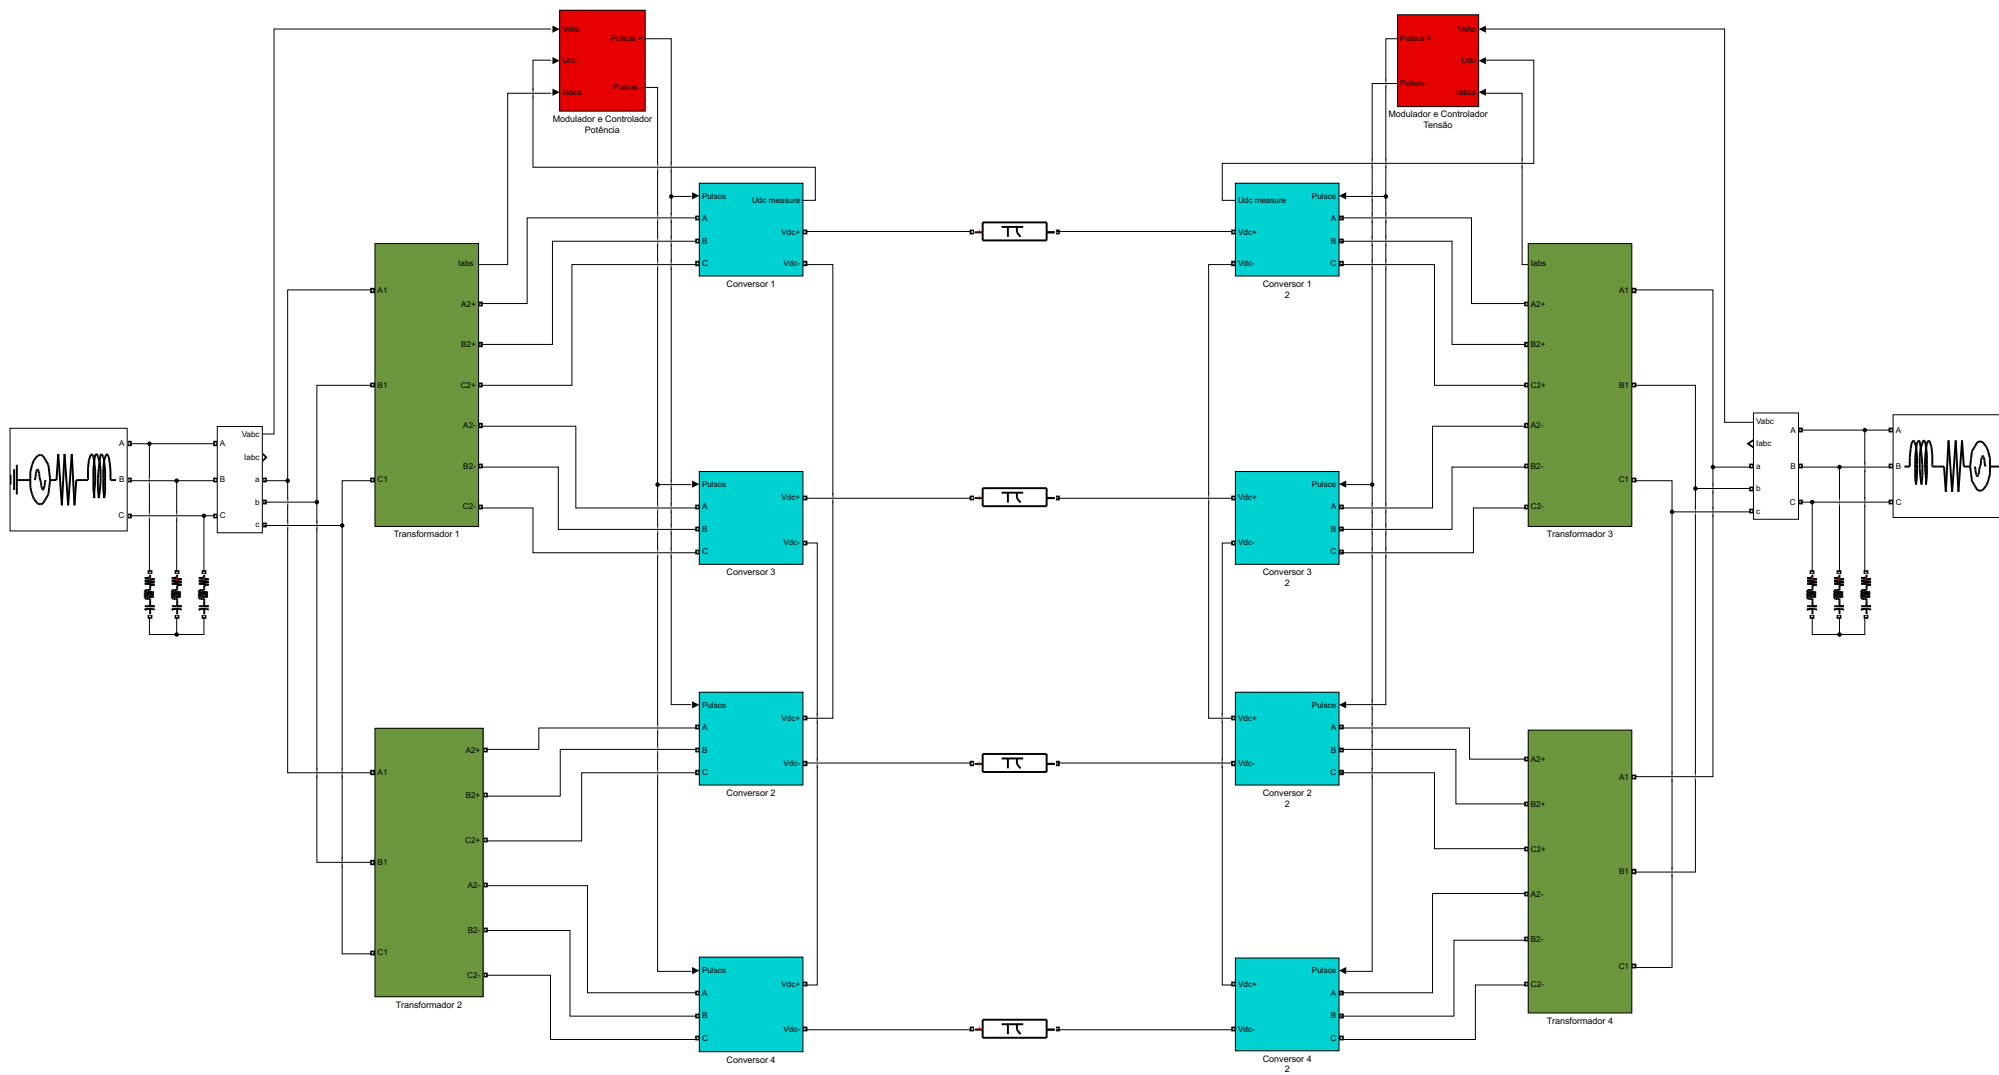 Vabc
Udc
Iabcs
Pulsos +
Pulsos -
Modulador e Controlador
Potência
Pulsos +
Pulsos -
Vabc
Udc
Iabcs
Modulador e Controlador
Tensão
Pulsos
A
B
C
Udc measure
Vdc+
Vdc-
Conversor 1
Udc measure
Vdc+
Vdc-
Pulsos
A
B
C
Conversor 1
2
A1
B1
C1
Iabs
A2+
B2+
C2+
A2-
B2-
C2-
Transformador 1
Iabs
A2+
B2+
C2+
A2-
B2-
C2-
A1
B1
C1
Transformador 3
A
B
C
A
B
C
Vabc
Iabc
a
b
c
Vabc
Iabc
a
b
c
A
B
C
A
B
C
Pulsos
A
B
C
Vdc+
Vdc-
Conversor 3
Vdc+
Vdc-
Pulsos
A
B
C
Conversor 3
2
Pulsos
A
B
C
Vdc+
Vdc-
Conversor 2
Vdc+
Vdc-
Pulsos
A
B
C
Conversor 2
2
A1
B1
C1
A2+
B2+
C2+
A2-
B2-
C2-
Transformador 2
A2+
B2+
C2+
A2-
B2-
C2-
A1
B1
C1
Transformador 4
Pulsos
A
B
C
Vdc+
Vdc-
Conversor 4
Vdc+
Vdc-
Pulsos
A
B
C
Conversor 4
2